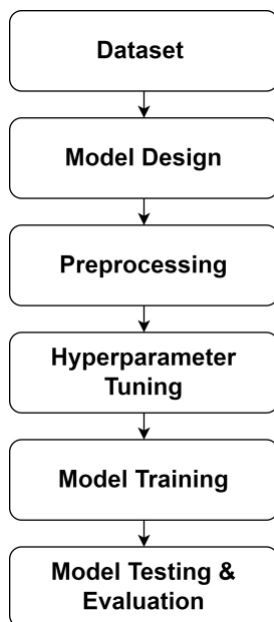 Dataset
Model Design
Preprocessing
Hyperparameter
Tuning
Model Training
Model Testing &
Evaluation